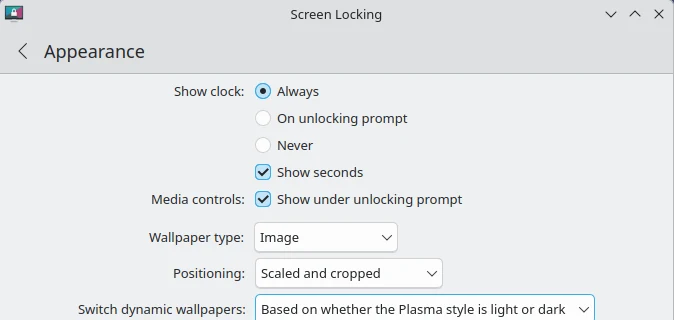 Screen Locking
Appearance
Show clock: Always
On unlocking prompt
Never
Show seconds
Media controls: Show under unlocking prompt
Wallpaper type: Image
Positioning: Scaled and cropped
Switch dynamic wallpapers: Based on whether the Plasma style is light or dark